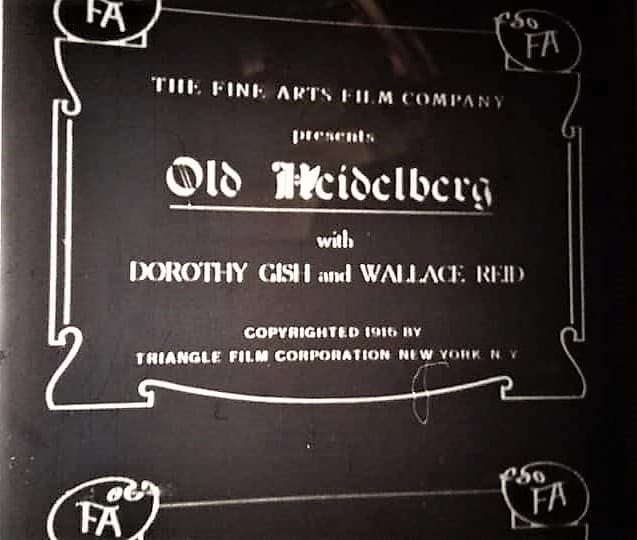 FA
FA
THE FINE ARTS FILM COMPANY
presents
Old Heidelberg
with
DOROTHY GISH and WALLACE REID
COPYRIGHTED 1915 BY
TRIANGLE FILM CORPORATION NEW YORK N Y
FA
FA